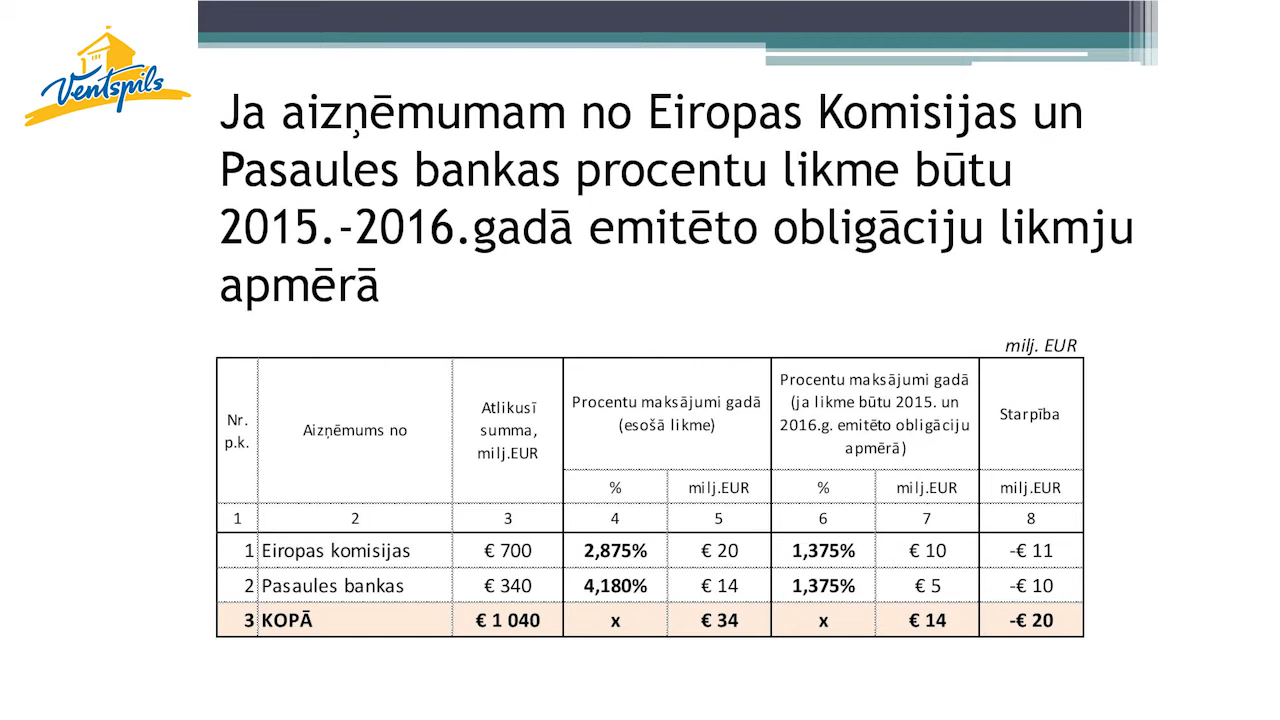 Ventspils
Ja aizņēmumam no Eiropas Komisijas un
Pasaules bankas procentu likme būtu
2015.-2016.gadā emitēto obligāciju likmju
apmērā
milj. EUR
Nr. p.k. Aizņēmums no Atlikusī summa, milj.EUR Procentu maksājumi gadā (esošā likme) Procentu maksājumi gadā (ja likme būtu 2015. un 2016.g. emitēto obligāciju apmērā) Starpība
% milj.EUR % milj.EUR milj.EUR
1 2 3 4 5 6 7 8
1 Eiropas komisijas € 700 2,875% € 20 1,375% € 10 -€ 11
2 Pasaules bankas € 340 4,180% € 14 1,375% € 5 -€ 10
3 KOPĀ € 1 040 x € 34 x € 14 -€ 20